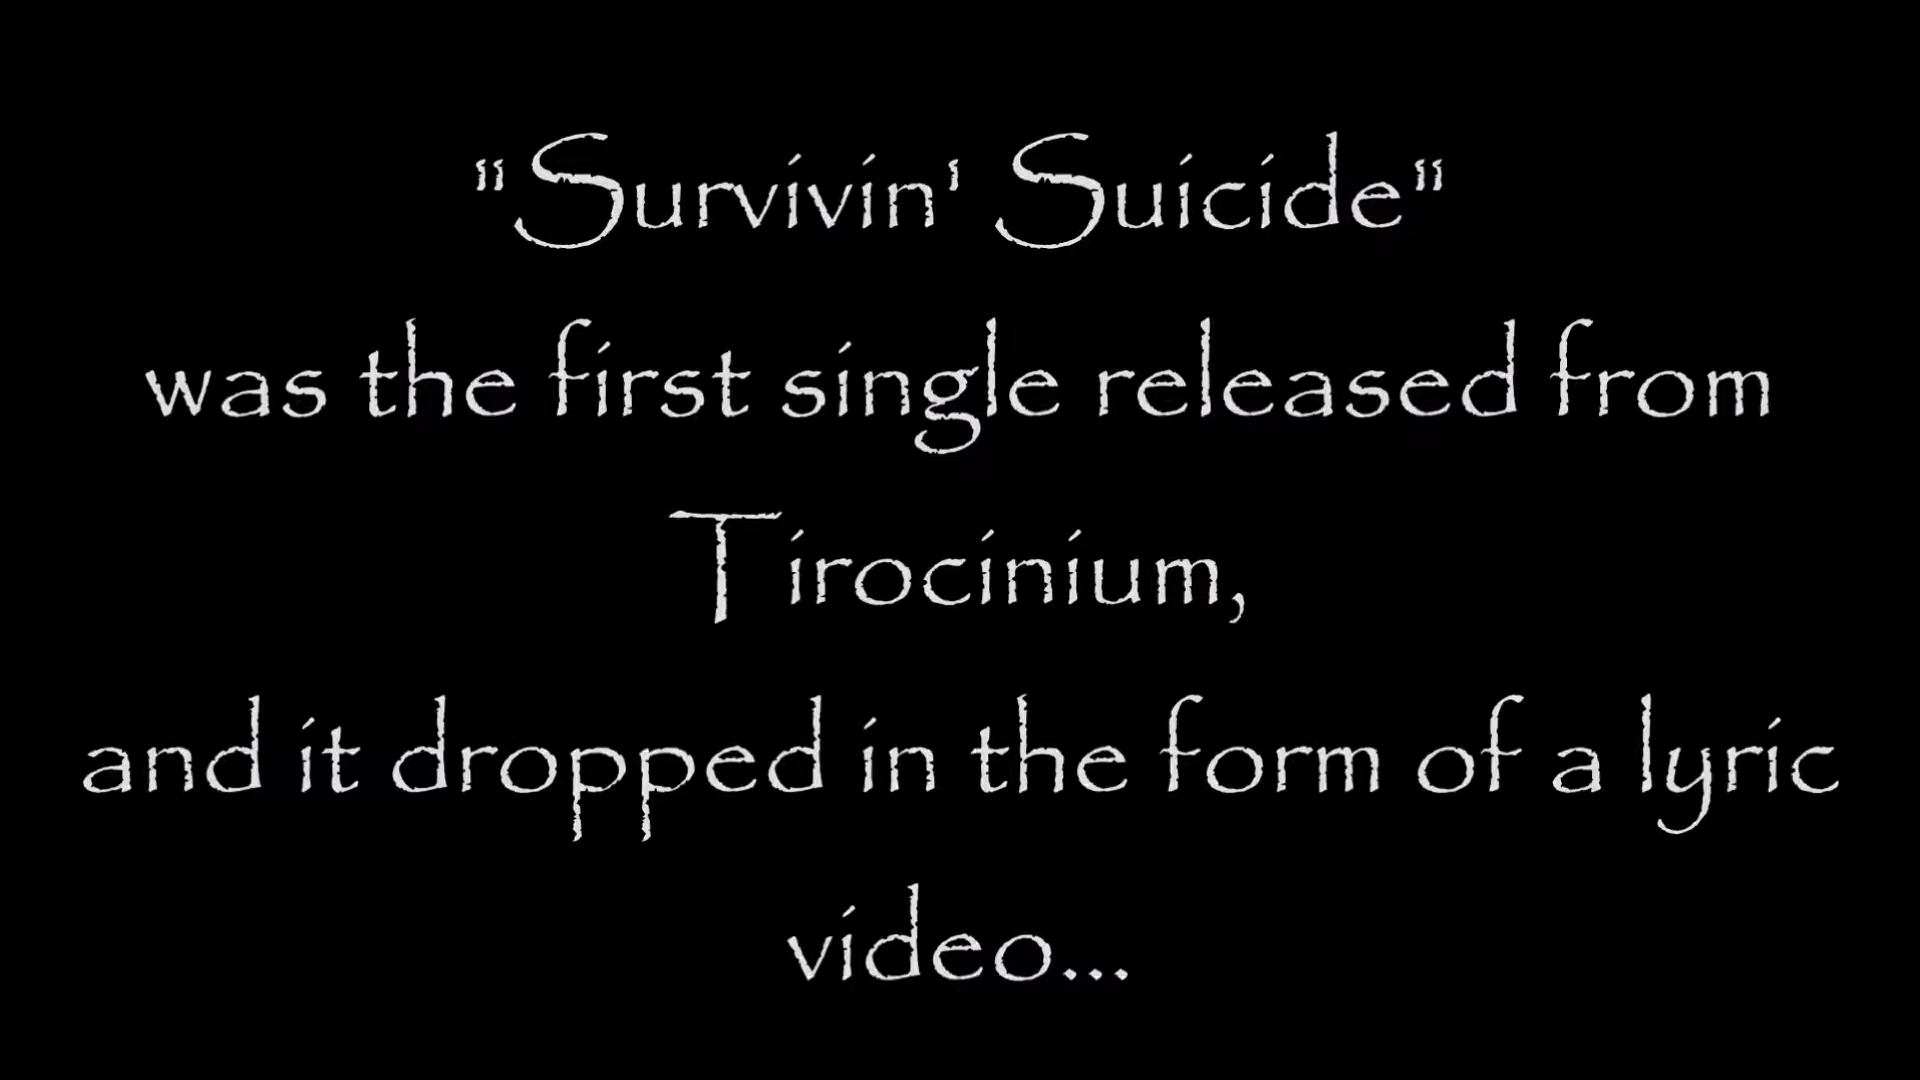 "Survivin' Suicide"
was the first single released from
Tirocinium,
and it dropped in the form of a lyric
video...